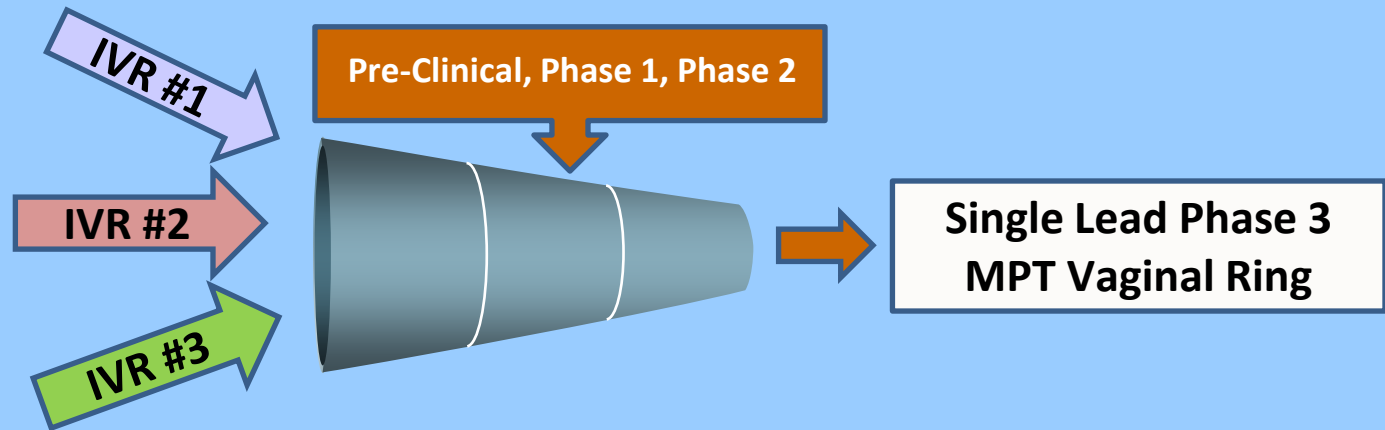 IVR #1
Pre-Clinical, Phase 1, Phase 2
IVR #2
IVR #3
Single Lead Phase 3
MPT Vaginal Ring